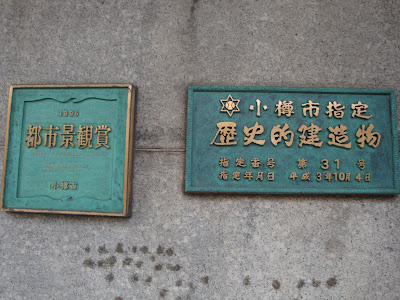 都市景観賞
小樽市
小樽市指定
歴史的建造物
指定番号 第31号
指定年月日 平成3年10月4日